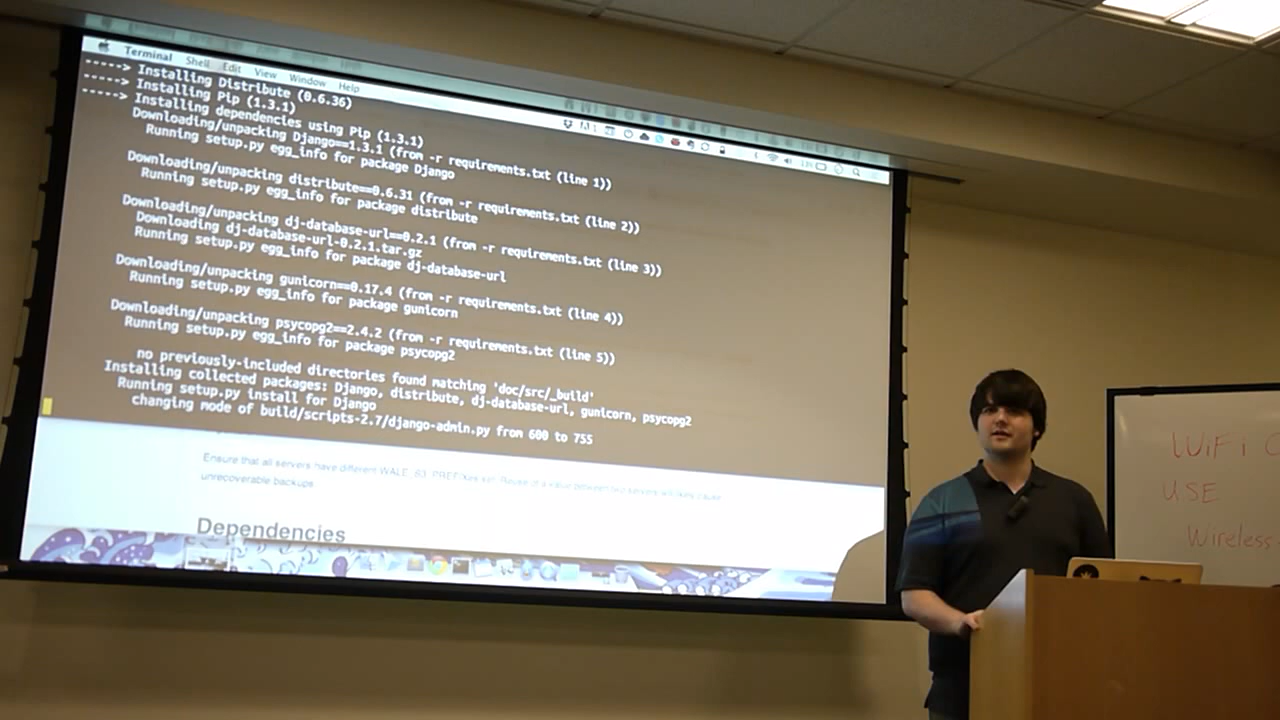 Terminal Shell Edit View Window Help
-----> Installing Distribute (0.6.36)
-----> Installing Pip (1.3.1)
-----> Installing dependencies using Pip (1.3.1)
Downloading/unpacking Django==1.3.1 (from -r requirements.txt (line 1))
Running setup.py egg_info for package Django
Downloading/unpacking distribute==0.6.31 (from -r requirements.txt (line 2))
Running setup.py egg_info for package distribute
Downloading/unpacking dj-database-url==0.2.1 (from -r requirements.txt (line 3))
Downloading dj-database-url-0.2.1.tar.gz
Running setup.py egg_info for package dj-database-url
Downloading/unpacking gunicorn==0.17.4 (from -r requirements.txt (line 4))
Running setup.py egg_info for package gunicorn
Downloading/unpacking psycopg2==2.4.2 (from -r requirements.txt (line 5))
Running setup.py egg_info for package psycopg2
no previously-included directories found matching 'doc/src/_build'
Installing collected packages: Django, distribute, dj-database-url, gunicorn, psycopg2
Running setup.py install for Django
changing mode of build/scripts-2.7/django-admin.py from 600 to 755
Ensure that all servers have different
unrecoverable backups.
Dependencies
WiFi
USE
Wireless